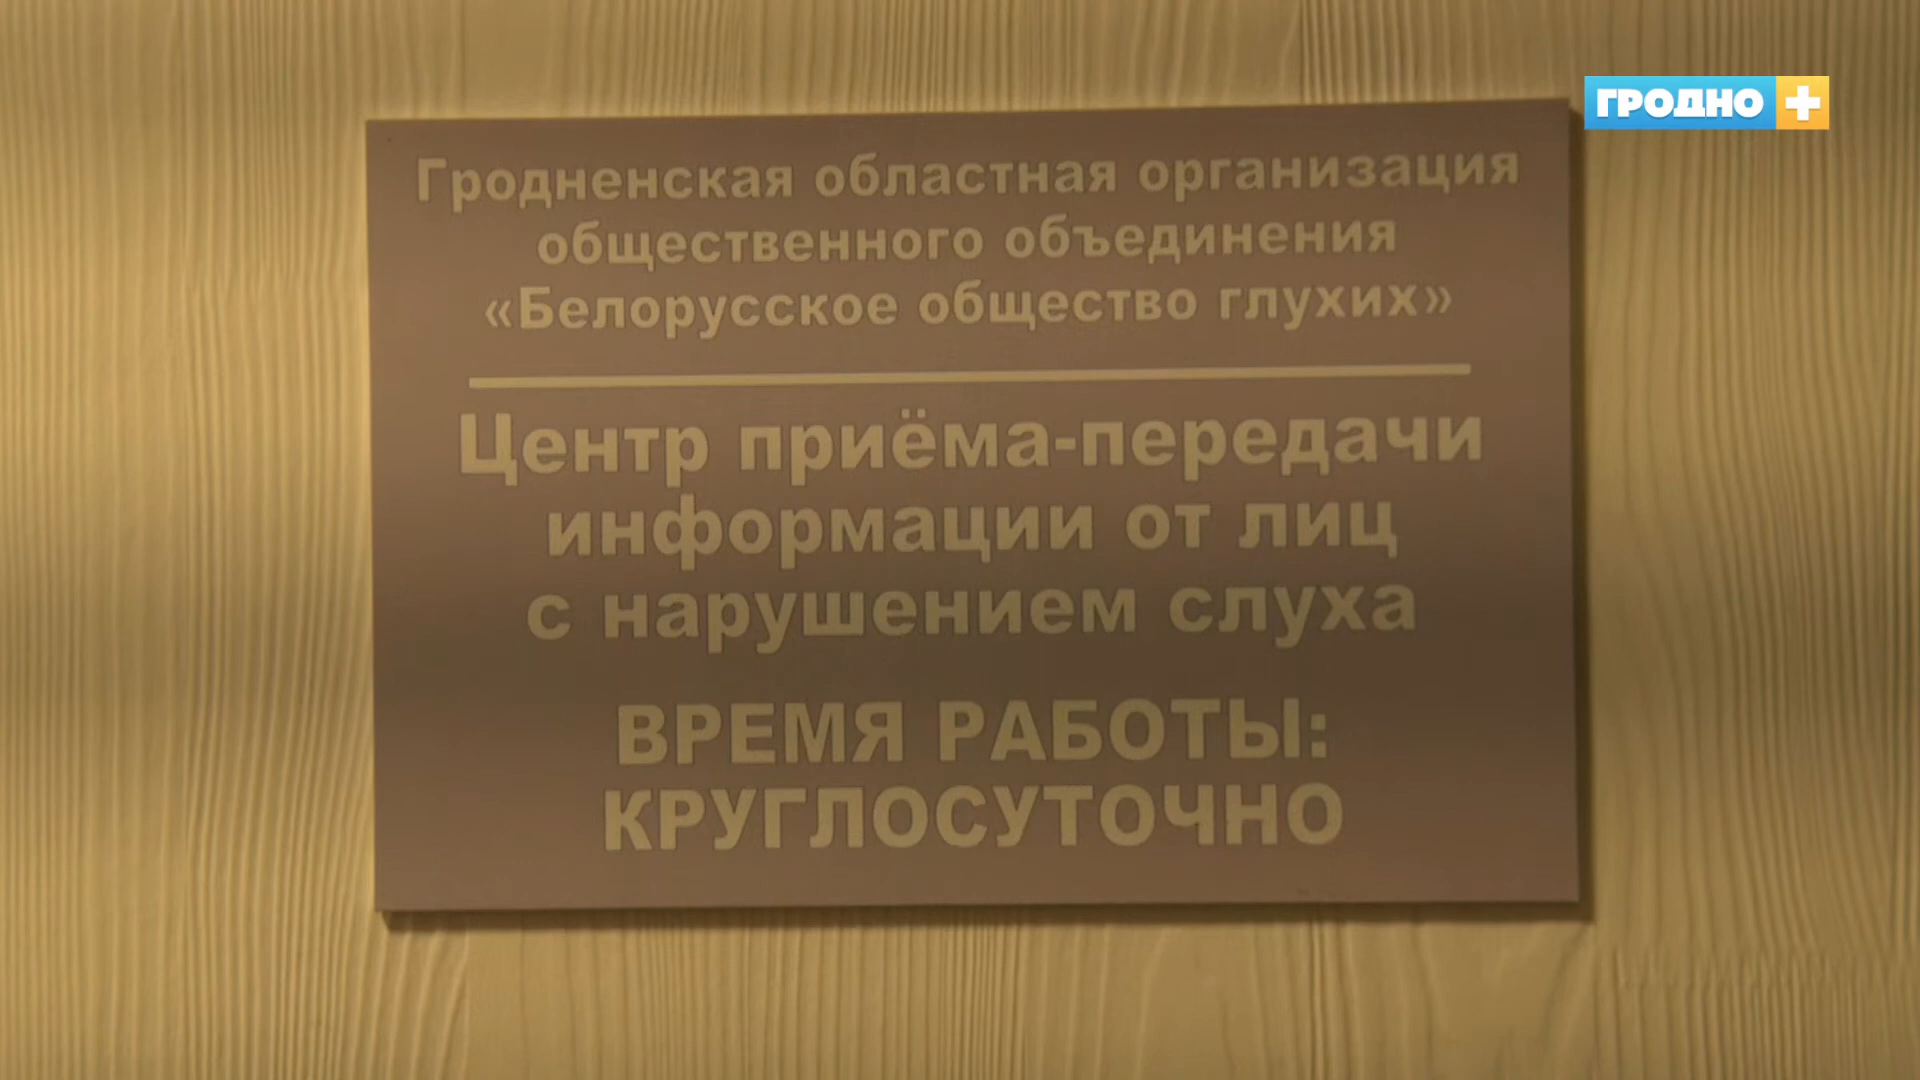 ГРОДНО +
Гродненская областная организация
общественного объединения
«Белорусское общество глухих»
Центр приёма-передачи
информации от лиц
с нарушением слуха
ВРЕМЯ РАБОТЫ:
КРУГЛОСУТОЧНО